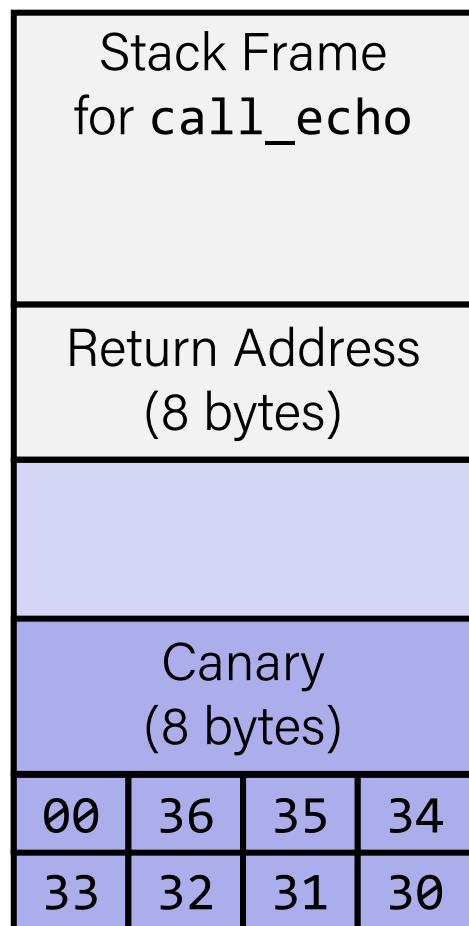 Stack Frame
for call_echo
Return Address
(8 bytes)
Canary
(8 bytes)
00 36 35 34
33 32 31 30